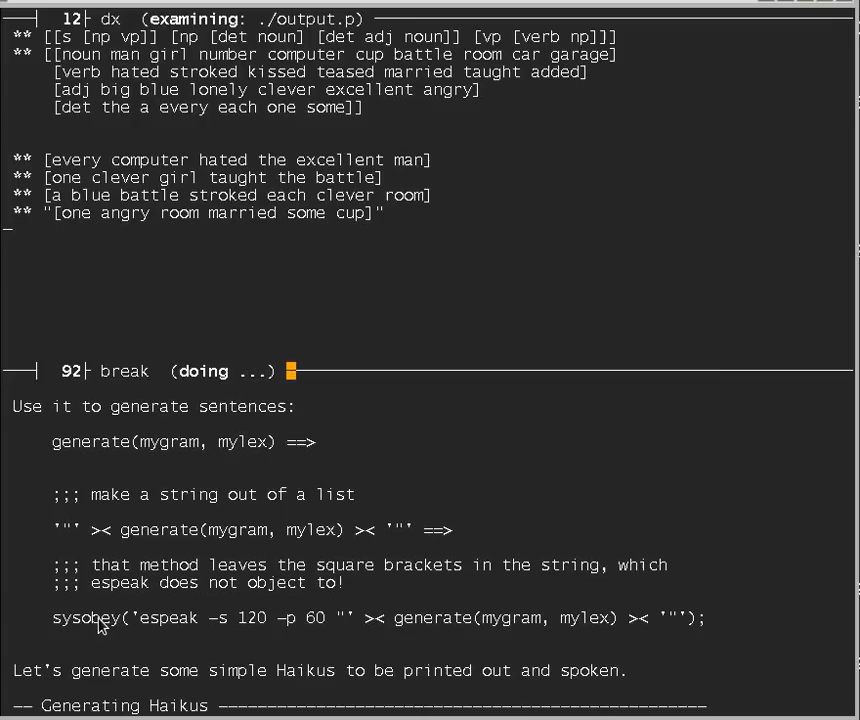 12 dx (examining: ./output.p)
** [[s [np vp]] [np [det noun] [det adj noun]] [vp [verb np]]]
** [[noun man girl number computer cup battle room car garage]
[verb hated stroked kissed teased married taught added]
[adj big blue lonely clever excellent angry]
[det the a every each one some]]
** [every computer hated the excellent man]
** [one clever girl taught the battle]
** [a blue battle stroked each clever room]
** "[one angry room married some cup]"
92 break (doing ...)
Use it to generate sentences:
generate(mygram, mylex) ==>
;;; make a string out of a list
'"' >< generate(mygram, mylex) >< '"' ==>
;;; that method leaves the square brackets in the string, which
;;; espeak does not object to!
sysobey('espeak -s 120 -p 60 "' >< generate(mygram, mylex) >< '"');
Let's generate some simple Haikus to be printed out and spoken.
-- Generating Haikus --------------------------------------------------